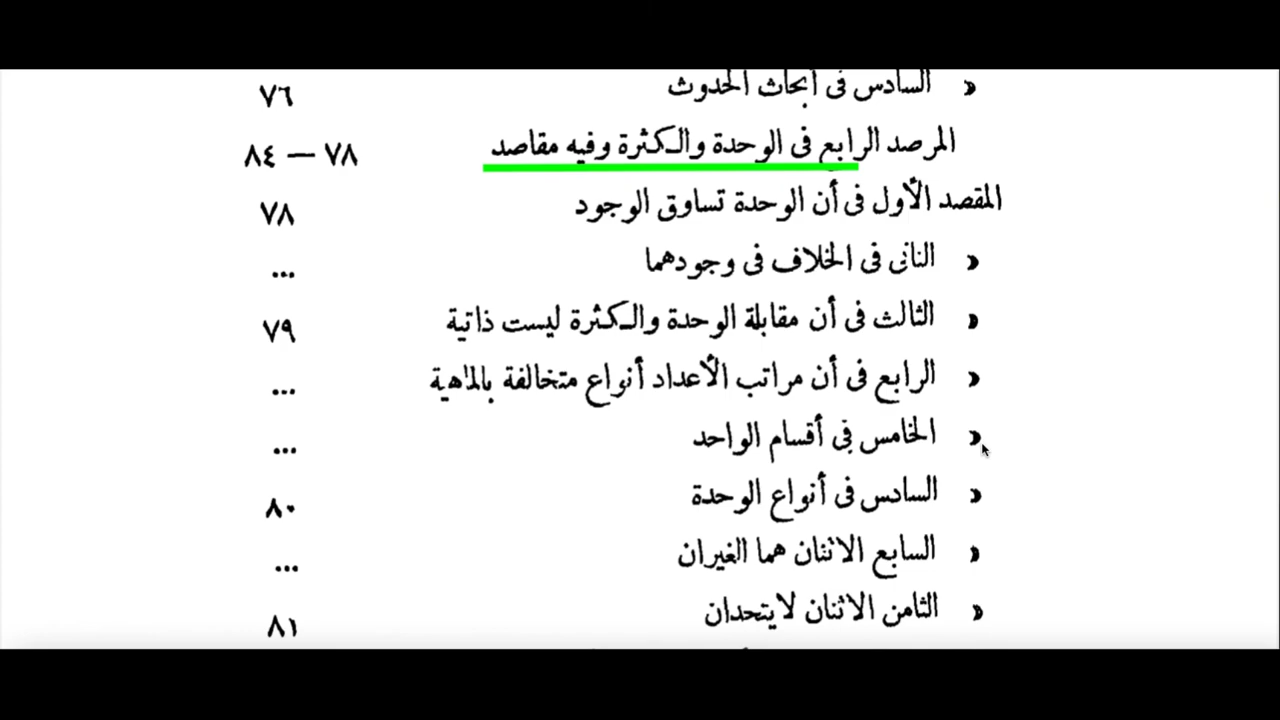 « السادس فى أبحاث الحدوث ٧٦
المرصد الرابع فى الوحدة والكثرة وفيه مقاصد ٧٨ — ٨٤
المقصد الأول فى أن الوحدة تساوق الوجود ٧٨
« الثانى فى الخلاف فى وجودهما ...
« الثالث فى أن مقابلة الوحدة والكثرة ليست ذاتية ٧٩
« الرابع فى أن مراتب الأعداد أنواع متخالفة بالماهية ...
« الخامس فى أقسام الواحد ...
« السادس فى أنواع الوحدة ٨٠
« السابع الاثنان هما الغيران ...
« الثامن الاثنان لايتحدان ٨١